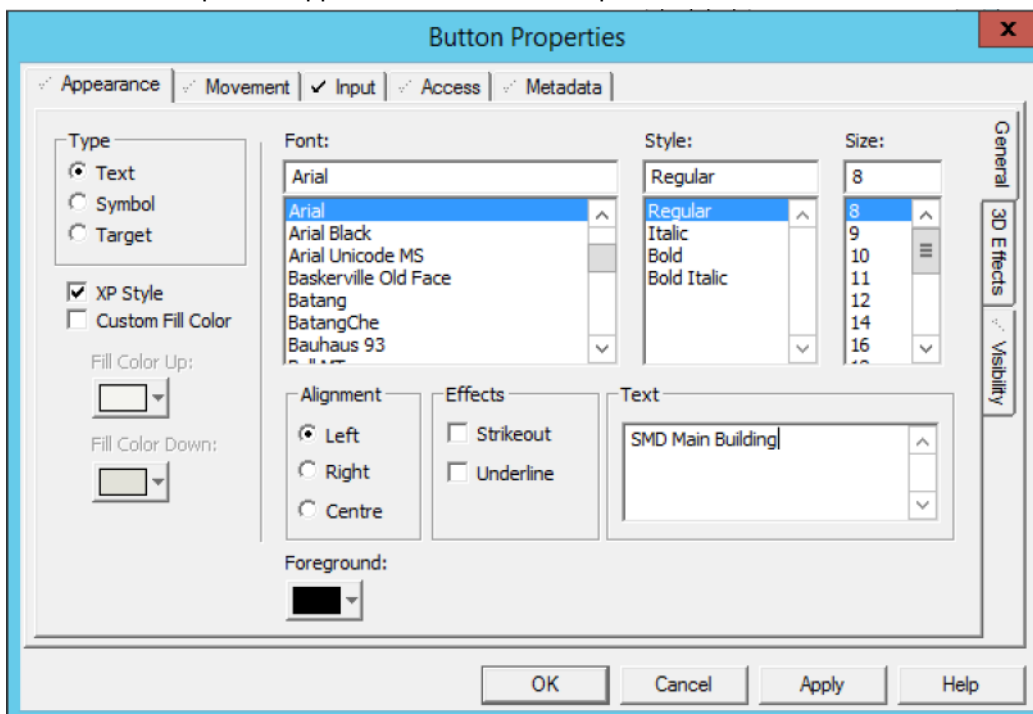 Button Properties
x
Appearance
Movement
Input
Access
Metadata
General
3D Effects
Visibility
Type
Text
Symbol
Target
XP Style
Custom Fill Color
Fill Color Up:
Fill Color Down:
Font:
Arial
Arial
Arial Black
Arial Unicode MS
Baskerville Old Face
Batang
BatangChe
Bauhaus 93
Style:
Regular
Regular
Italic
Bold
Bold Italic
Size:
8
8
9
10
11
12
14
16
Alignment
Left
Right
Centre
Effects
Strikeout
Underline
Text
SMD Main Building
Foreground:
OK
Cancel
Apply
Help